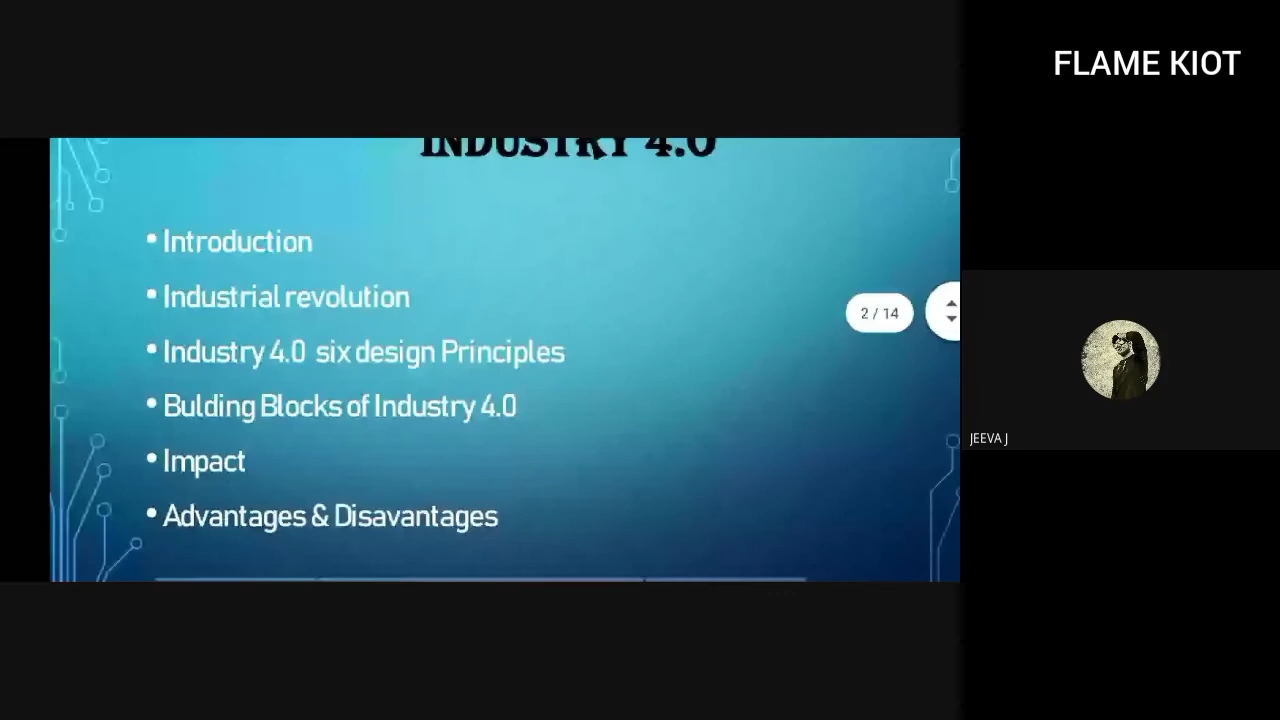 FLAME KIOT
INDUSTRY 4.0
• Introduction
• Industrial revolution
2 / 14
• Industry 4.0 six design Principles
• Bulding Blocks of Industry 4.0
JEEVA J
• Impact
• Advantages & Disavantages